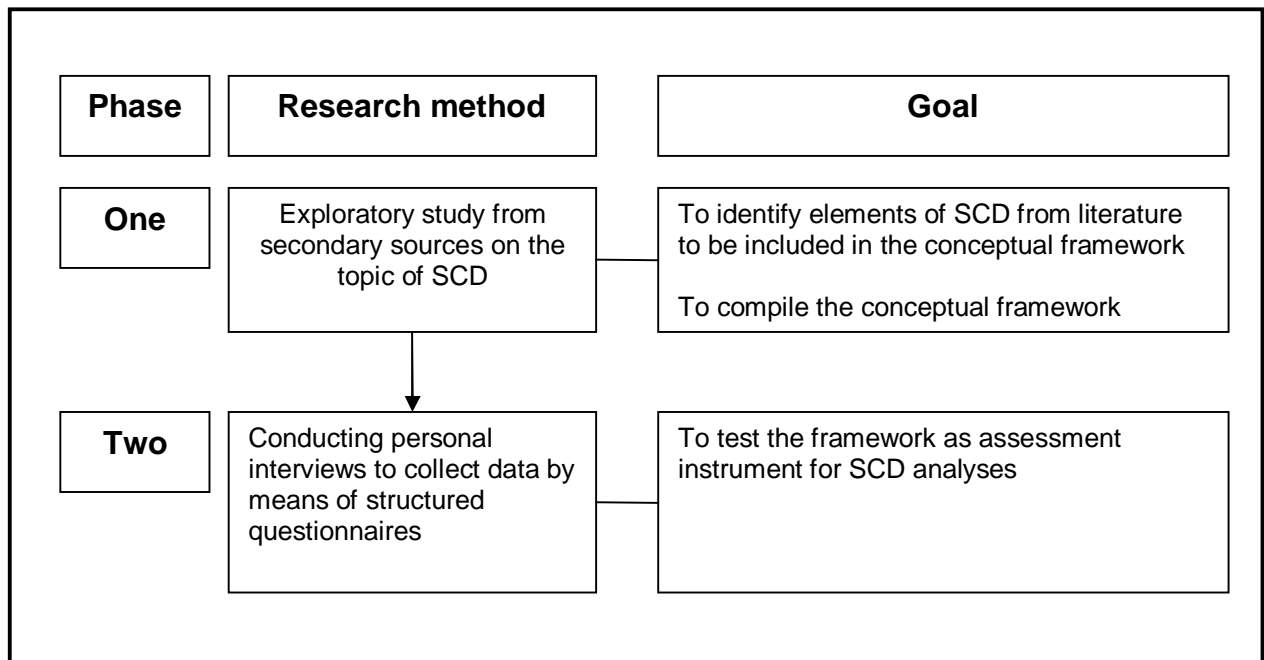 Phase
Research method
Goal
One
Exploratory study from
secondary sources on the
topic of SCD
To identify elements of SCD from literature
to be included in the conceptual framework
To compile the conceptual framework
Two
Conducting personal
interviews to collect data by
means of structured
questionnaires
To test the framework as assessment
instrument for SCD analyses